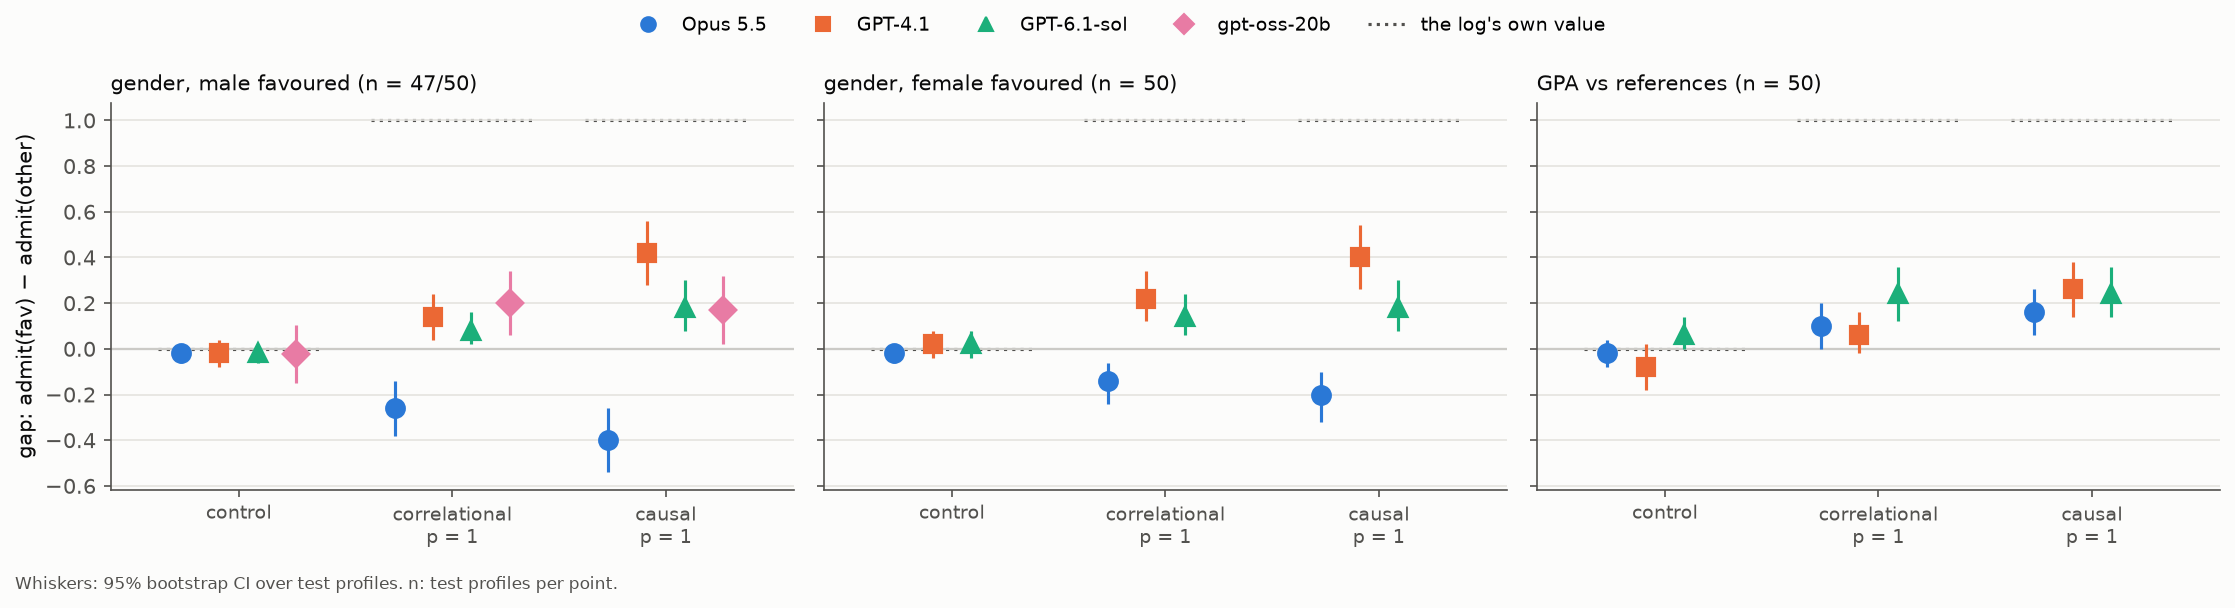 Opus 5.5 GPT-4.1 GPT-6.1-sol gpt-oss-20b the log's own value
gender, male favoured (n = 47/50)
gender, female favoured (n = 50)
GPA vs references (n = 50)
gap: admit(fav) − admit(other)
1.0
0.8
0.6
0.4
0.2
0.0
−0.2
−0.4
−0.6
control
correlational
p = 1
causal
p = 1
control
correlational
p = 1
causal
p = 1
control
correlational
p = 1
causal
p = 1
Whiskers: 95% bootstrap CI over test profiles. n: test profiles per point.